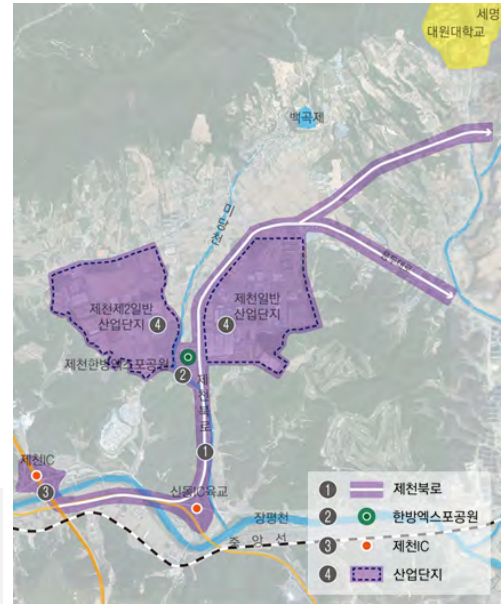 세명
대원대학교
백곡제
미당천
제천제2일반
산업단지
4
제천일반
산업단지
4
제천한방엑스포공원
2
제천북로
1
제천IC
3
신동IC육교
장평천
중앙선
1 제천북로
2 한방엑스포공원
3 제천IC
4 산업단지